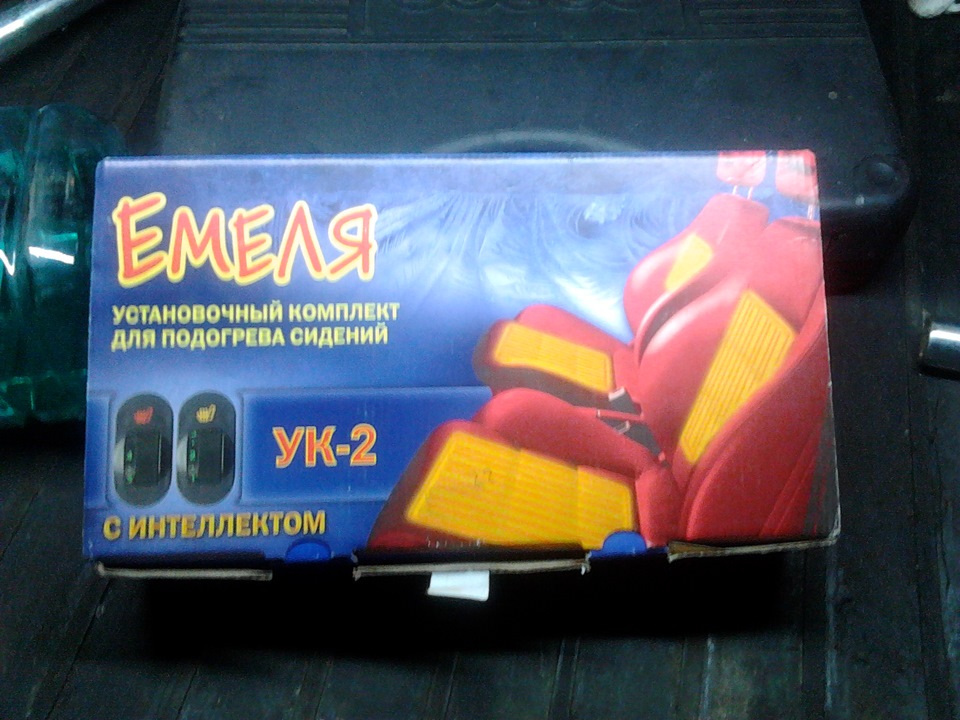 ЕМЕЛЯ
УСТАНОВОЧНЫЙ КОМПЛЕКТ
ДЛЯ ПОДОГРЕВА СИДЕНИЙ
УК-2
С ИНТЕЛЛЕКТОМ